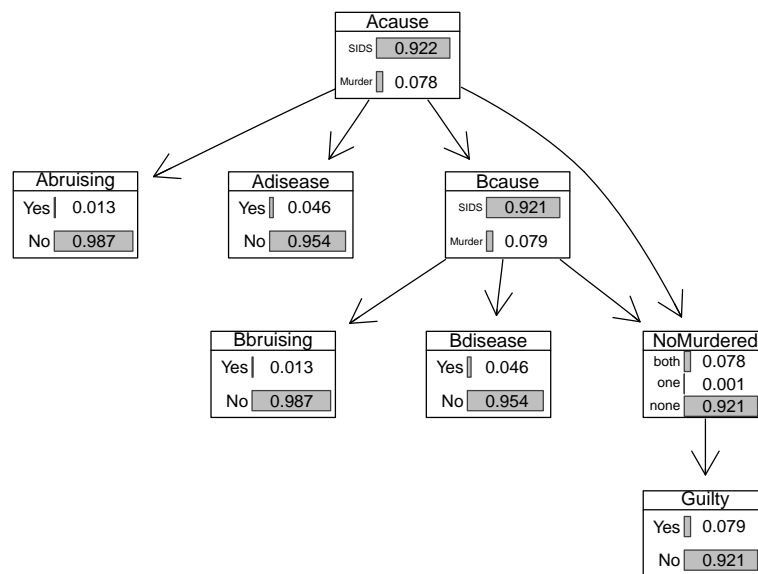 Acause
SIDS 0.922
Murder 0.078
Abruising
Yes 0.013
No 0.987
Adisease
Yes 0.046
No 0.954
Bcause
SIDS 0.921
Murder 0.079
Bbruising
Yes 0.013
No 0.987
Bdisease
Yes 0.046
No 0.954
NoMurdered
both 0.078
one 0.001
none 0.921
Guilty
Yes 0.079
No 0.921